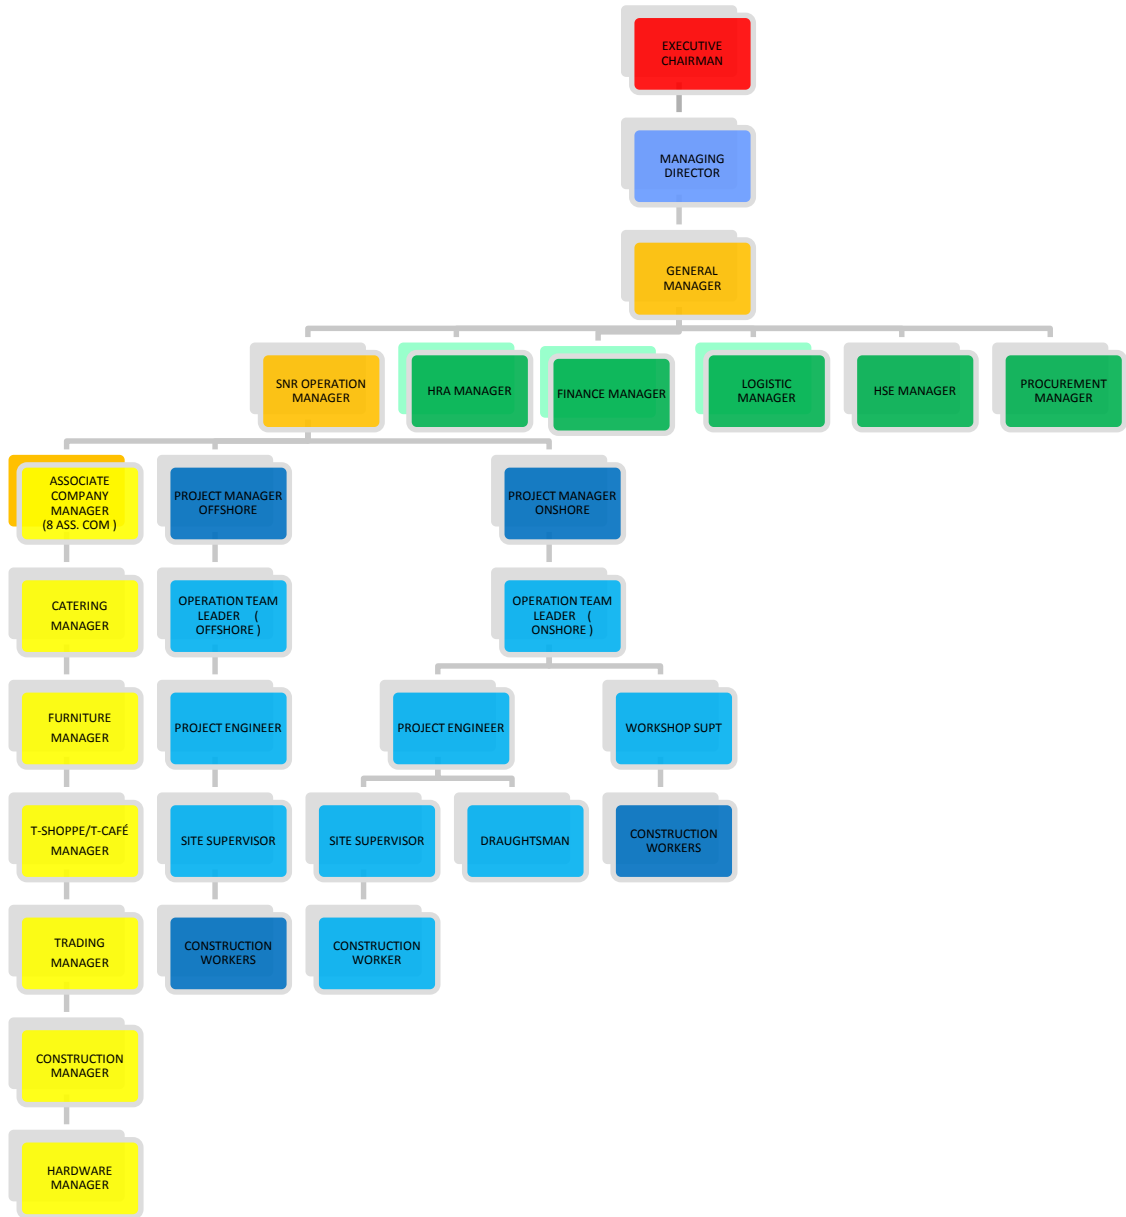 EXECUTIVE
CHAIRMAN
MANAGING
DIRECTOR
GENERAL
MANAGER
SNR OPERATION
MANAGER
HRA MANAGER
FINANCE MANAGER
LOGISTIC
MANAGER
HSE MANAGER
PROCUREMENT
MANAGER
ASSOCIATE
COMPANY
MANAGER
(8 ASS. COM )
PROJECT MANAGER
OFFSHORE
PROJECT MANAGER
ONSHORE
CATERING
MANAGER
OPERATION TEAM
LEADER ( 
OFFSHORE )
OPERATION TEAM
LEADER ( 
ONSHORE )
FURNITURE
MANAGER
PROJECT ENGINEER
PROJECT ENGINEER
WORKSHOP SUPT
T-SHOPPE/T-CAFÉ
MANAGER
SITE SUPERVISOR
SITE SUPERVISOR
DRAUGHTSMAN
CONSTRUCTION
WORKERS
TRADING
MANAGER
CONSTRUCTION
WORKERS
CONSTRUCTION
WORKER
CONSTRUCTION
MANAGER
HARDWARE
MANAGER